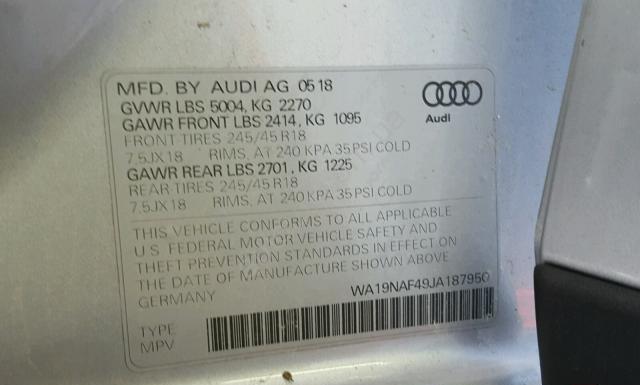 MFD. BY AUDI AG 05 18
GVWR LBS 5004, KG 2270
GAWR FRONT LBS 2414, KG 1095
FRONT TIRES 245/45 R18
7.5JX18 RIMS, AT 240 KPA 35 PSI COLD
GAWR REAR LBS 2701, KG 1225
REAR TIRES 245/45 R18
7.5JX18 RIMS, AT 240 KPA 35 PSI COLD
Audi
THIS VEHICLE CONFORMS TO ALL APPLICABLE
U.S. FEDERAL MOTOR VEHICLE SAFETY AND
THEFT PREVENTION STANDARDS IN EFFECT ON
THE DATE OF MANUFACTURE SHOWN ABOVE
GERMANY
WA19NAF49JA187950
TYPE
MPV